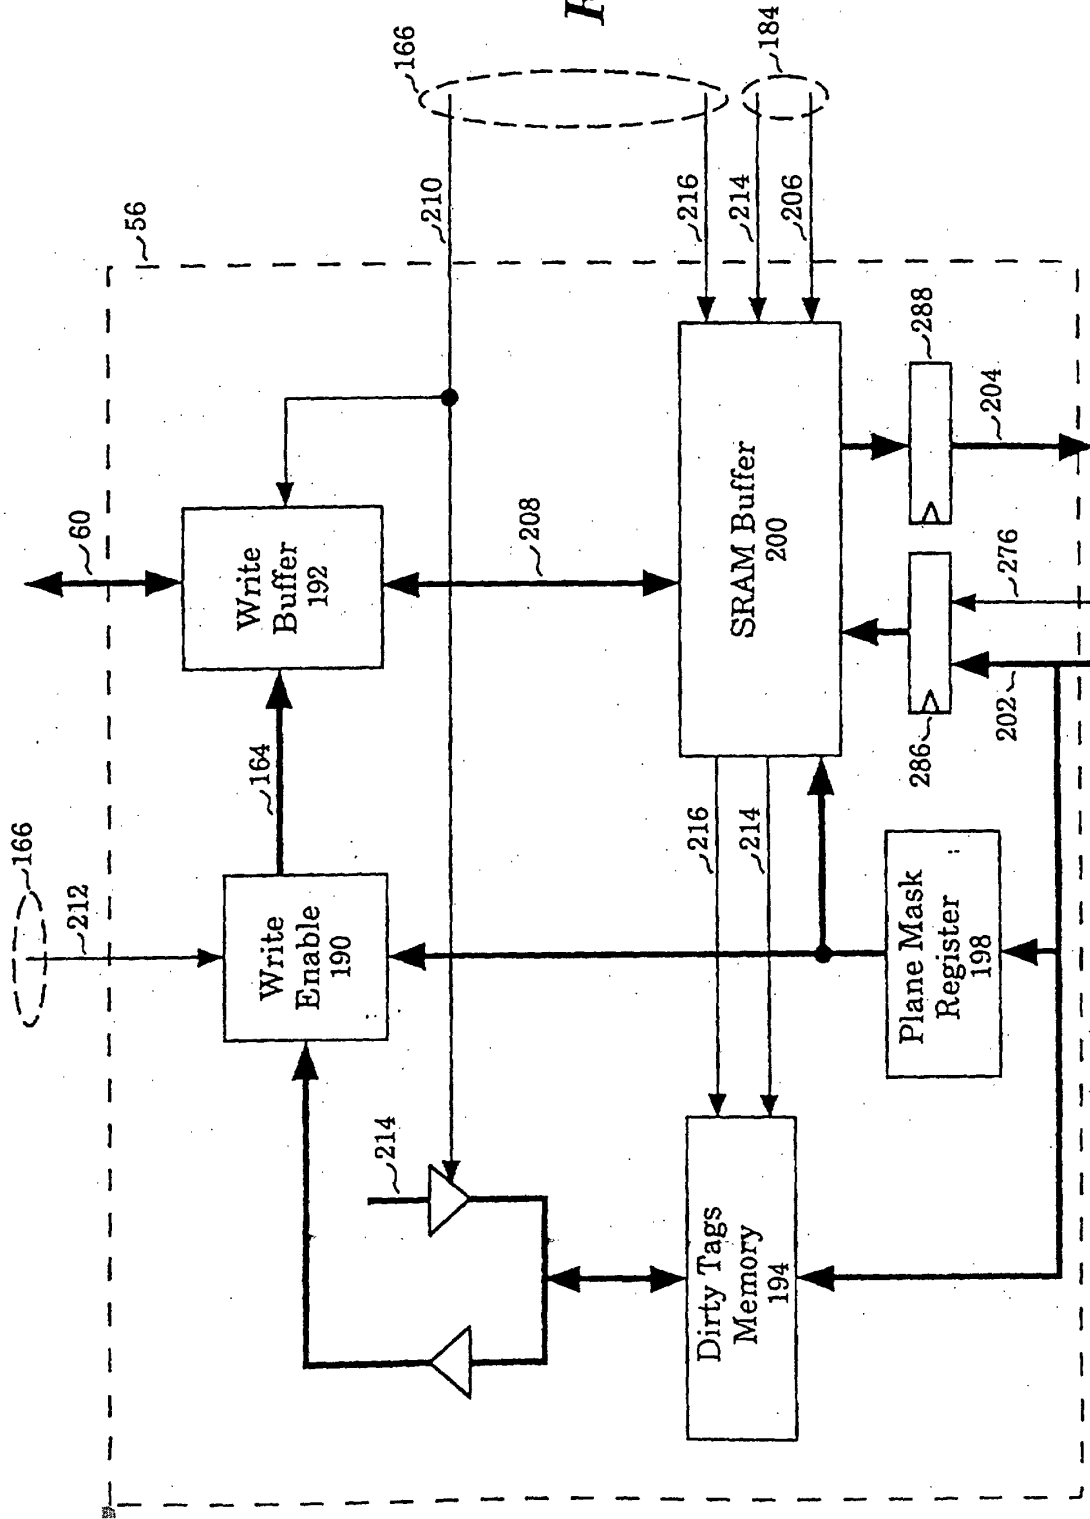 166
212
60
56
166
184
F
Write
Enable
190
164
Write
Buffer
192
210
214
208
216
214
206
Dirty Tags
Memory
194
216
214
SRAM Buffer
200
Plane Mask
Register
198
286
202
276
288
204